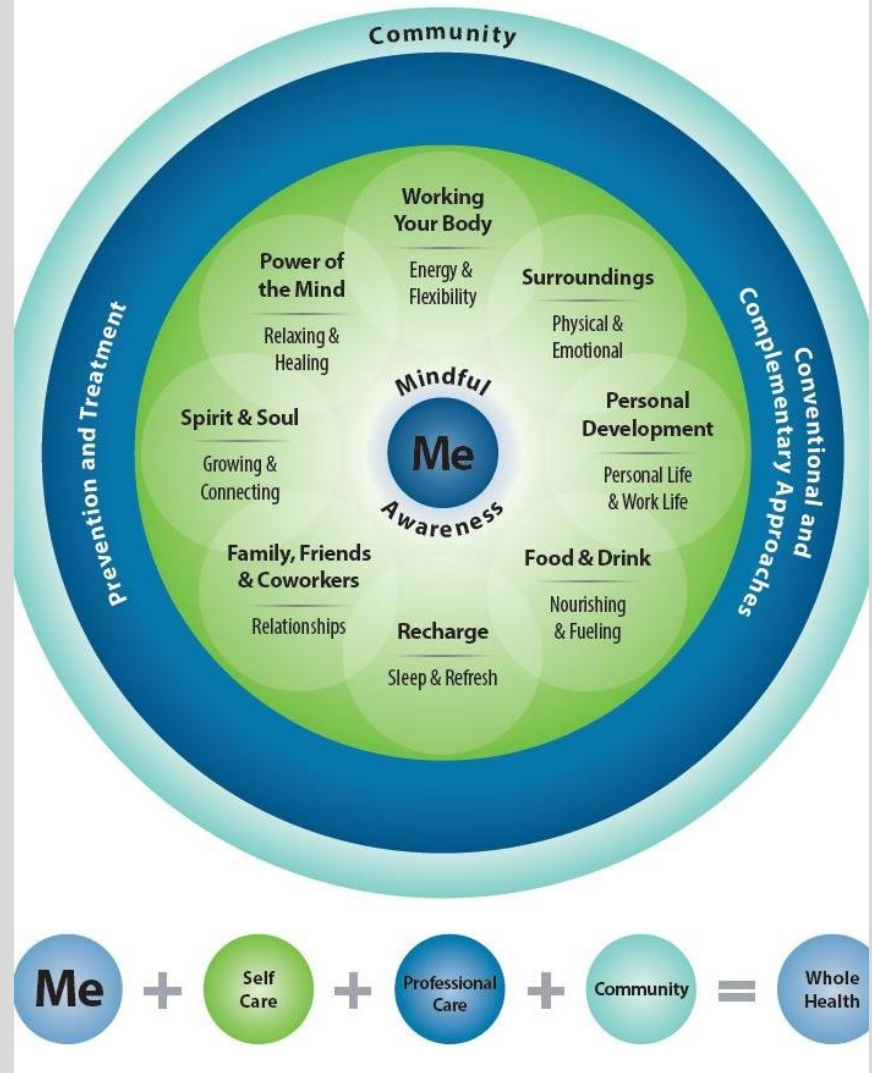 Community
Prevention and Treatment
Conventional and
Complementary Approaches
Working
Your Body
Energy &
Flexibility
Surroundings
Physical &
Emotional
Personal
Development
Personal Life
& Work Life
Food & Drink
Nourishing
& Fueling
Recharge
Sleep & Refresh
Family, Friends
& Coworkers
Relationships
Spirit & Soul
Growing &
Connecting
Power of
the Mind
Relaxing &
Healing
Mindful
Me
Awareness
Me + Self Care + Professional Care + Community = Whole Health